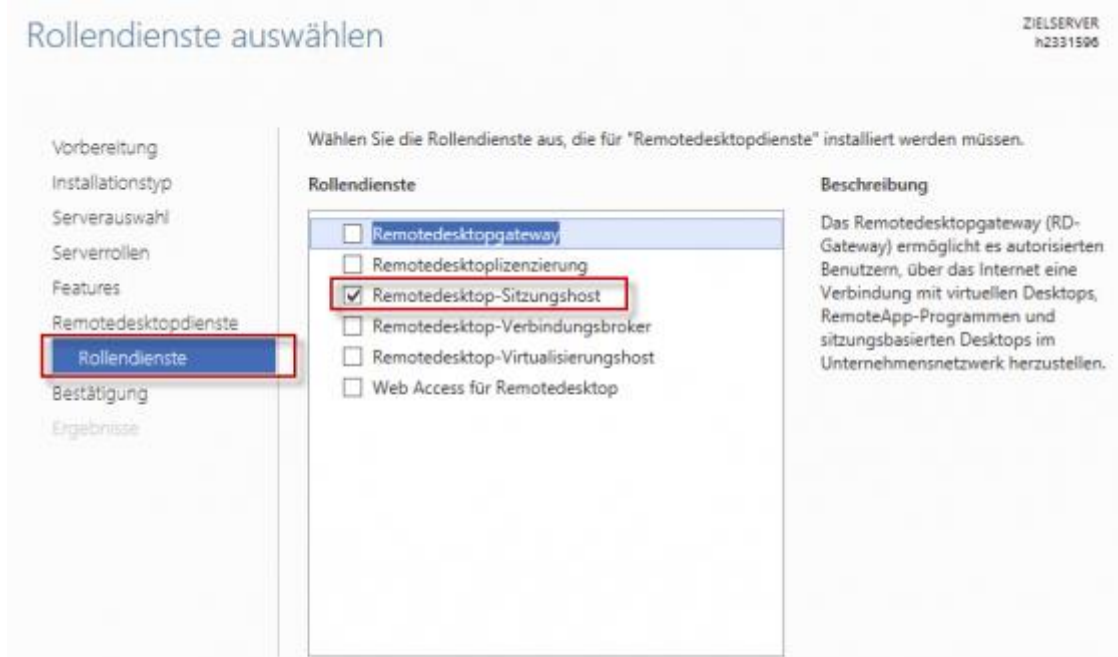 Rollendienste auswählen
ZIELSERVER
h2331596
Vorbereitung
Installationstyp
Serverauswahl
Serverrollen
Features
Remotedesktopdienste
Rollendienste
Bestätigung
Ergebnisse
Wählen Sie die Rollendienste aus, die für "Remotedesktopdienste" installiert werden müssen.
Rollendienste
Remotedesktopgateway
Remotedesktoplizenzierung
Remotedesktop-Sitzungshost
Remotedesktop-Verbindungsbroker
Remotedesktop-Virtualisierungshost
Web Access für Remotedesktop
Beschreibung
Das Remotedesktopgateway (RD-
Gateway) ermöglicht es autorisierten
Benutzern, über das Internet eine
Verbindung mit virtuellen Desktops,
RemoteApp-Programmen und
sitzungsbasierten Desktops im
Unternehmensnetzwerk herzustellen.